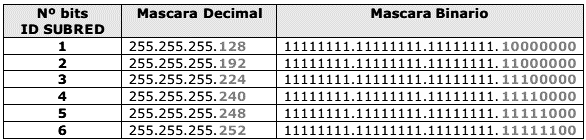 Nº bits ID SUBRED Mascara Decimal Mascara Binario
1 255.255.255.128 11111111.11111111.11111111.10000000
2 255.255.255.192 11111111.11111111.11111111.11000000
3 255.255.255.224 11111111.11111111.11111111.11100000
4 255.255.255.240 11111111.11111111.11111111.11110000
5 255.255.255.248 11111111.11111111.11111111.11111000
6 255.255.255.252 11111111.11111111.11111111.11111100